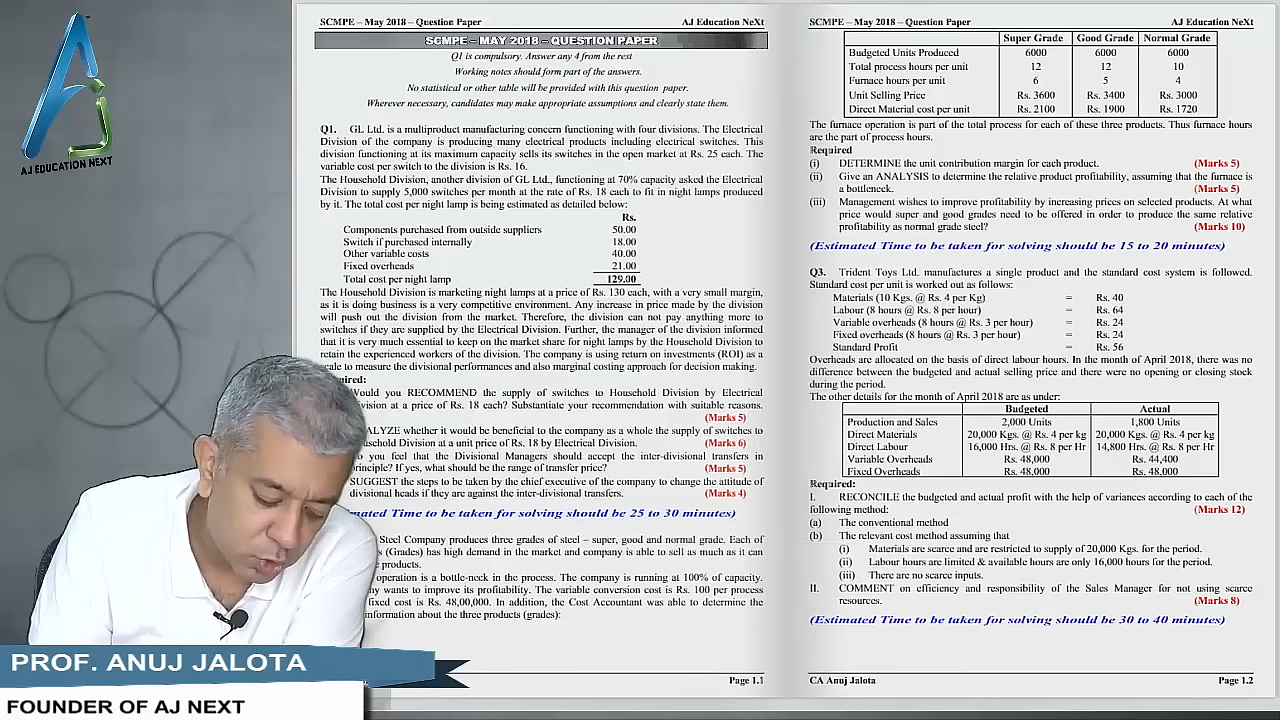 AJ EDUCATION NEXT
SCMPE – May 2018 – Question Paper AJ Education NeXt
SCMPE – MAY 2018 – QUESTION PAPER
Q1 is compulsory. Answer any 4 from the rest
Working notes should form part of the answers.
No statistical or other table will be provided with this question paper.
Wherever necessary, candidates may make appropriate assumptions and clearly state them.
Q1. GL Ltd. is a multiproduct manufacturing concern functioning with four divisions. The Electrical
Division of the company is producing many electrical products including electrical switches. This
division functioning at its maximum capacity sells its switches in the open market at Rs. 25 each. The
variable cost per switch to the division is Rs. 16.
The Household Division, another division of GL Ltd., functioning at 70% capacity asked the Electrical
Division to supply 5,000 switches per month at the rate of Rs. 18 each to fit in night lamps produced
by it. The total cost per night lamp is being estimated as detailed below:
Rs.
Components purchased from outside suppliers 50.00
Switch if purchased internally 18.00
Other variable costs 40.00
Fixed overheads 21.00
Total cost per night lamp 129.00
The Household Division is marketing night lamps at a price of Rs. 130 each, with a very small margin,
as it is doing business in a very competitive environment. Any increase in price made by the division
will push out the division from the market. Therefore, the division can not pay anything more to
switches if they are supplied by the Electrical Division. Further, the manager of the division informed
that it is very much essential to keep on the market share for night lamps by the Household Division to
retain the experienced workers of the division. The company is using return on investments (ROI) as a
scale to measure the divisional performances and also marginal costing approach for decision making.
ired:
Would you RECOMMEND the supply of switches to Household Division by Electrical
ivision at a price of Rs. 18 each? Substantiate your recommendation with suitable reasons.
(Marks 5)
ALYZE whether it would be beneficial to the company as a whole the supply of switches to
sehold Division at a unit price of Rs. 18 by Electrical Division. (Marks 6)
o you feel that the Divisional Managers should accept the inter-divisional transfers in
rinciple? If yes, what should be the range of transfer price? (Marks 5)
SUGGEST the steps to be taken by the chief executive of the company to change the attitude of
divisional heads if they are against the inter-divisional transfers. (Marks 4)
nated Time to be taken for solving should be 25 to 30 minutes)
Steel Company produces three grades of steel – super, good and normal grade. Each of
s (Grades) has high demand in the market and company is able to sell as much as it can
e products.
operation is a bottle-neck in the process. The company is running at 100% of capacity.
ny wants to improve its profitability. The variable conversion cost is Rs. 100 per process
fixed cost is Rs. 48,00,000. In addition, the Cost Accountant was able to determine the
information about the three products (grades):
Page 1.1
SCMPE – May 2018 – Question Paper AJ Education NeXt
Super Grade Good Grade Normal Grade
Budgeted Units Produced 6000 6000 6000
Total process hours per unit 12 12 10
Furnace hours per unit 6 5 4
Unit Selling Price Rs. 3600 Rs. 3400 Rs. 3000
Direct Material cost per unit Rs. 2100 Rs. 1900 Rs. 1720
The furnace operation is part of the total process for each of these three products. Thus furnace hours
are the part of process hours.
Required
(i) DETERMINE the unit contribution margin for each product. (Marks 5)
(ii) Give an ANALYSIS to determine the relative product profitability, assuming that the furnace is
a bottleneck. (Marks 5)
(iii) Management wishes to improve profitability by increasing prices on selected products. At what
price would super and good grades need to be offered in order to produce the same relative
profitability as normal grade steel? (Marks 10)
(Estimated Time to be taken for solving should be 15 to 20 minutes)
Q3. Trident Toys Ltd. manufactures a single product and the standard cost system is followed.
Standard cost per unit is worked out as follows:
Materials (10 Kgs. @ Rs. 4 per Kg) = Rs. 40
Labour (8 hours @ Rs. 8 per hour) = Rs. 64
Variable overheads (8 hours @ Rs. 3 per hour) = Rs. 24
Fixed overheads (8 hours @ Rs. 3 per hour) = Rs. 24
Standard Profit = Rs. 56
Overheads are allocated on the basis of direct labour hours. In the month of April 2018, there was no
difference between the budgeted and actual selling price and there were no opening or closing stock
during the period.
The other details for the month of April 2018 are as under:
Budgeted Actual
Production and Sales 2,000 Units 1,800 Units
Direct Materials 20,000 Kgs. @ Rs. 4 per kg 20,000 Kgs. @ Rs. 4 per kg
Direct Labour 16,000 Hrs. @ Rs. 8 per Hr 14,800 Hrs. @ Rs. 8 per Hr
Variable Overheads Rs. 48,000 Rs. 44,400
Fixed Overheads Rs. 48,000 Rs. 48,000
Required:
I. RECONCILE the budgeted and actual profit with the help of variances according to each of the
following method: (Marks 12)
(a) The conventional method
(b) The relevant cost method assuming that
(i) Materials are scarce and are restricted to supply of 20,000 Kgs. for the period.
(ii) Labour hours are limited & available hours are only 16,000 hours for the period.
(iii) There are no scarce inputs.
II. COMMENT on efficiency and responsibility of the Sales Manager for not using scarce
resources. (Marks 8)
(Estimated Time to be taken for solving should be 30 to 40 minutes)
CA Anuj Jalota Page 1.2
PROF. ANUJ JALOTA
FOUNDER OF AJ NEXT